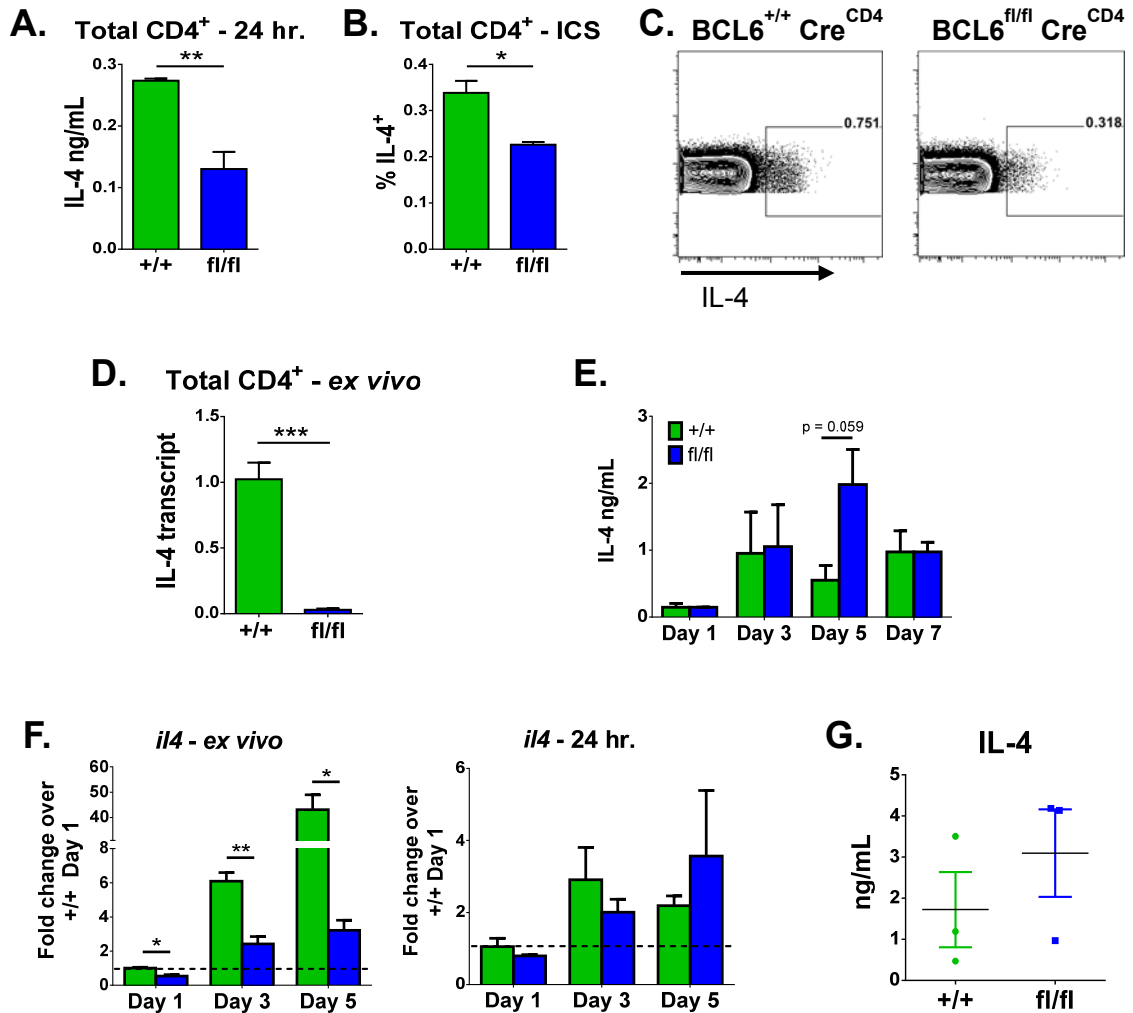 A.
Total CD4+ - 24 hr.
IL-4 ng/mL
0.3
0.2
0.1
0.0
**
+/+
fl/fl
B.
Total CD4+ - ICS
% IL-4+
0.4
0.3
0.2
0.1
0.0
*
+/+
fl/fl
C.
BCL6+/+ CreCD4
BCL6fl/fl CreCD4
0.751
0.318
IL-4
D.
Total CD4+ - ex vivo
IL-4 transcript
1.5
1.0
0.5
0.0
***
+/+
fl/fl
E.
IL-4 ng/mL
3
2
1
0
+/+
fl/fl
p = 0.059
Day 1
Day 3
Day 5
Day 7
F.
il4 - ex vivo
Fold change over
+/+ Day 1
60
50
40
8
6
4
2
0
*
**
*
Day 1
Day 3
Day 5
il4 - 24 hr.
Fold change over
+/+ Day 1
6
4
2
0
Day 1
Day 3
Day 5
G.
IL-4
ng/mL
5
4
3
2
1
0
+/+
fl/fl